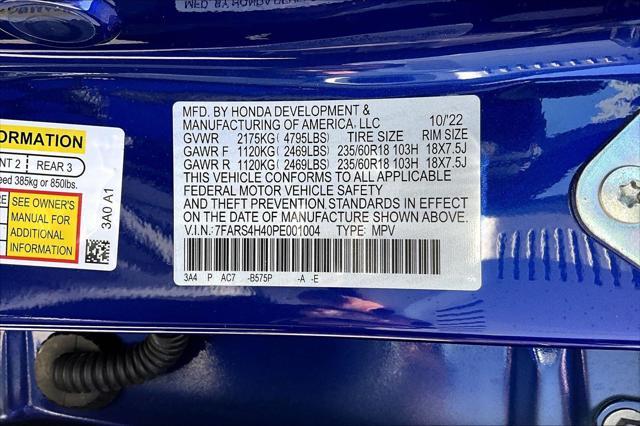 MFD. BY HONDA DEVELOPMENT &
MANUFACTURING OF AMERICA, LLC 10/'22
GVWR 2175KG (4795LBS) TIRE SIZE RIM SIZE
GAWR F 1120KG (2469LBS) 235/60R18 103H 18X7.5J
GAWR R 1120KG (2469LBS) 235/60R18 103H 18X7.5J
THIS VEHICLE CONFORMS TO ALL APPLICABLE
FEDERAL MOTOR VEHICLE SAFETY
AND THEFT PREVENTION STANDARDS IN EFFECT
ON THE DATE OF MANUFACTURE SHOWN ABOVE.
V.I.N.: 7FARS4H40PE001004 TYPE: MPV
3A4 P AC7 -B575P -A -E
FORMATION
NT 2 REAR 3
eed 385kg or 850lbs.
E SEE OWNER'S
MANUAL FOR
ADDITIONAL
INFORMATION
3A0 A1